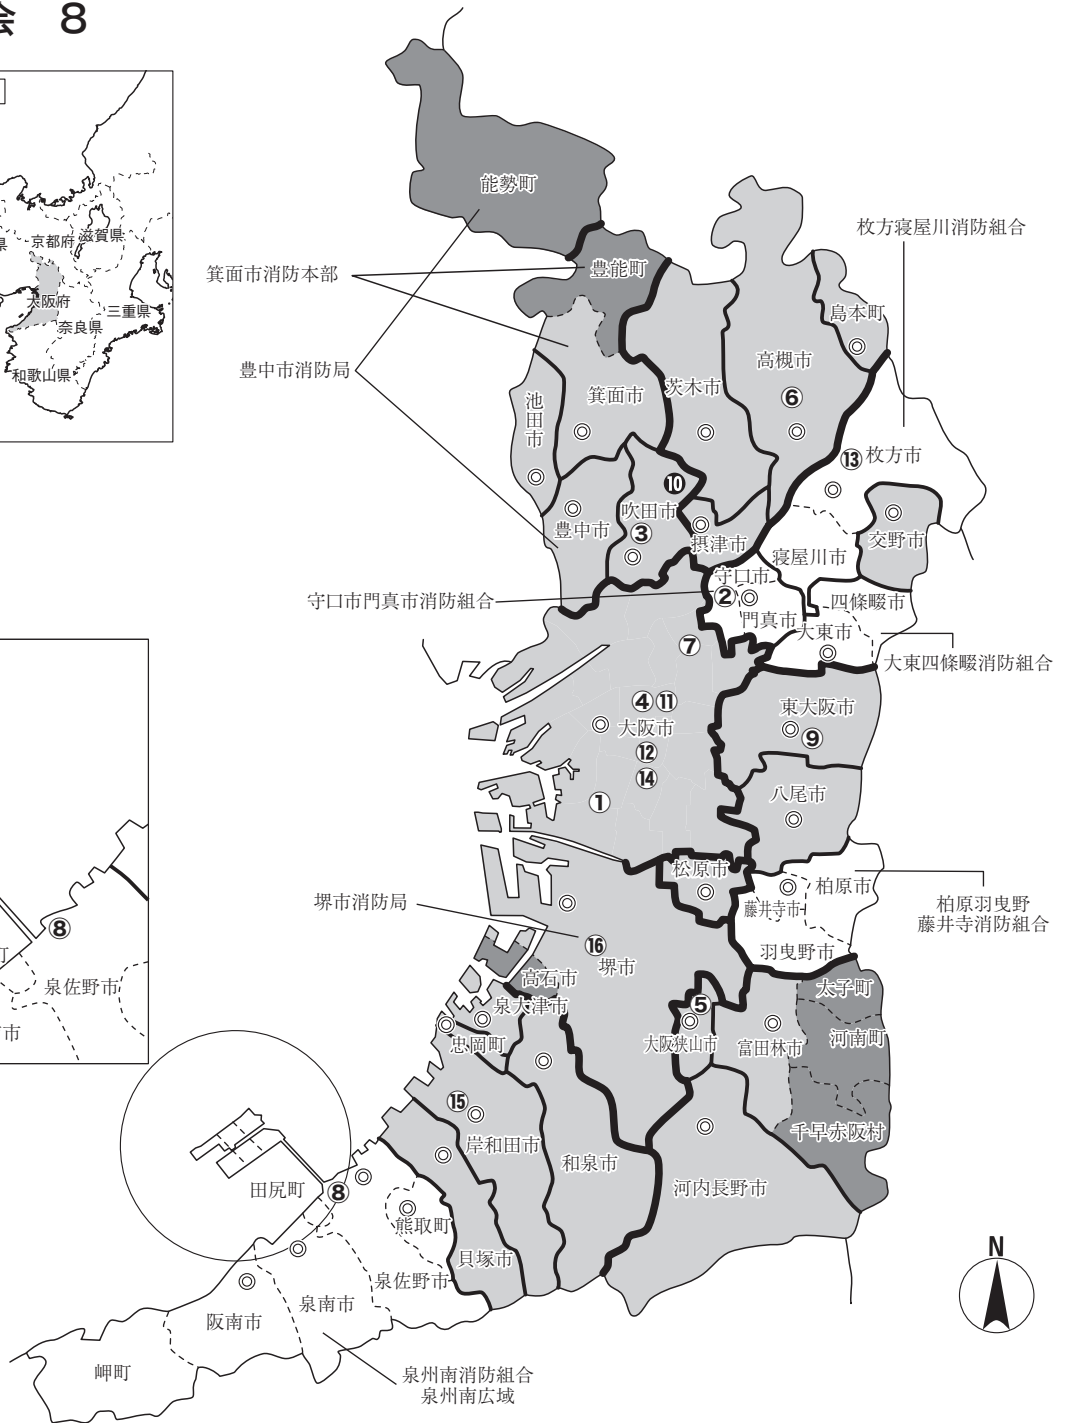 会 8
能勢町
枚方寝屋川消防組合
京都府
滋賀県
県
箕面市消防本部
豊能町
大阪府
三重県
島本町
奈良県
高槻市
豊中市消防局
和歌山県
箕面市
茨木市
池田市
⑥
⑬
枚方市
⑩
吹田市
豊中市
③
摂津市
交野市
寝屋川市
守口市
守口市門真市消防組合
②
四條畷市
門真市
大東市
⑦
大東四條畷消防組合
④
⑪
東大阪市
大阪市
⑨
⑫
⑭
八尾市
①
松原市
柏原市
堺市消防局
藤井寺市
柏原羽曳野
藤井寺消防組合
⑧
⑯
羽曳野市
堺市
高石市
町
泉佐野市
太子町
泉大津市
⑤
市
忠岡町
大阪狭山市
富田林市
河南町
⑮
岸和田市
千早赤阪村
和泉市
田尻町
⑧
河内長野市
熊取町
N
貝塚市
泉佐野市
泉南市
阪南市
岬町
泉州南消防組合
泉州南広域